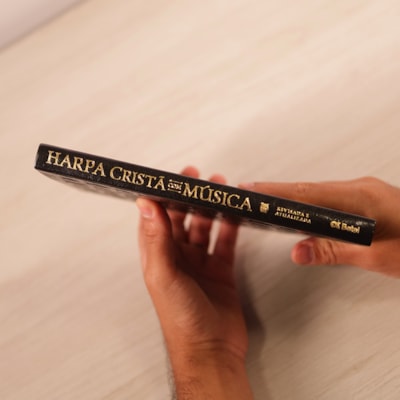 HARPA CRISTÃ COM MÚSICA
REVISADA E
ATUALIZADA